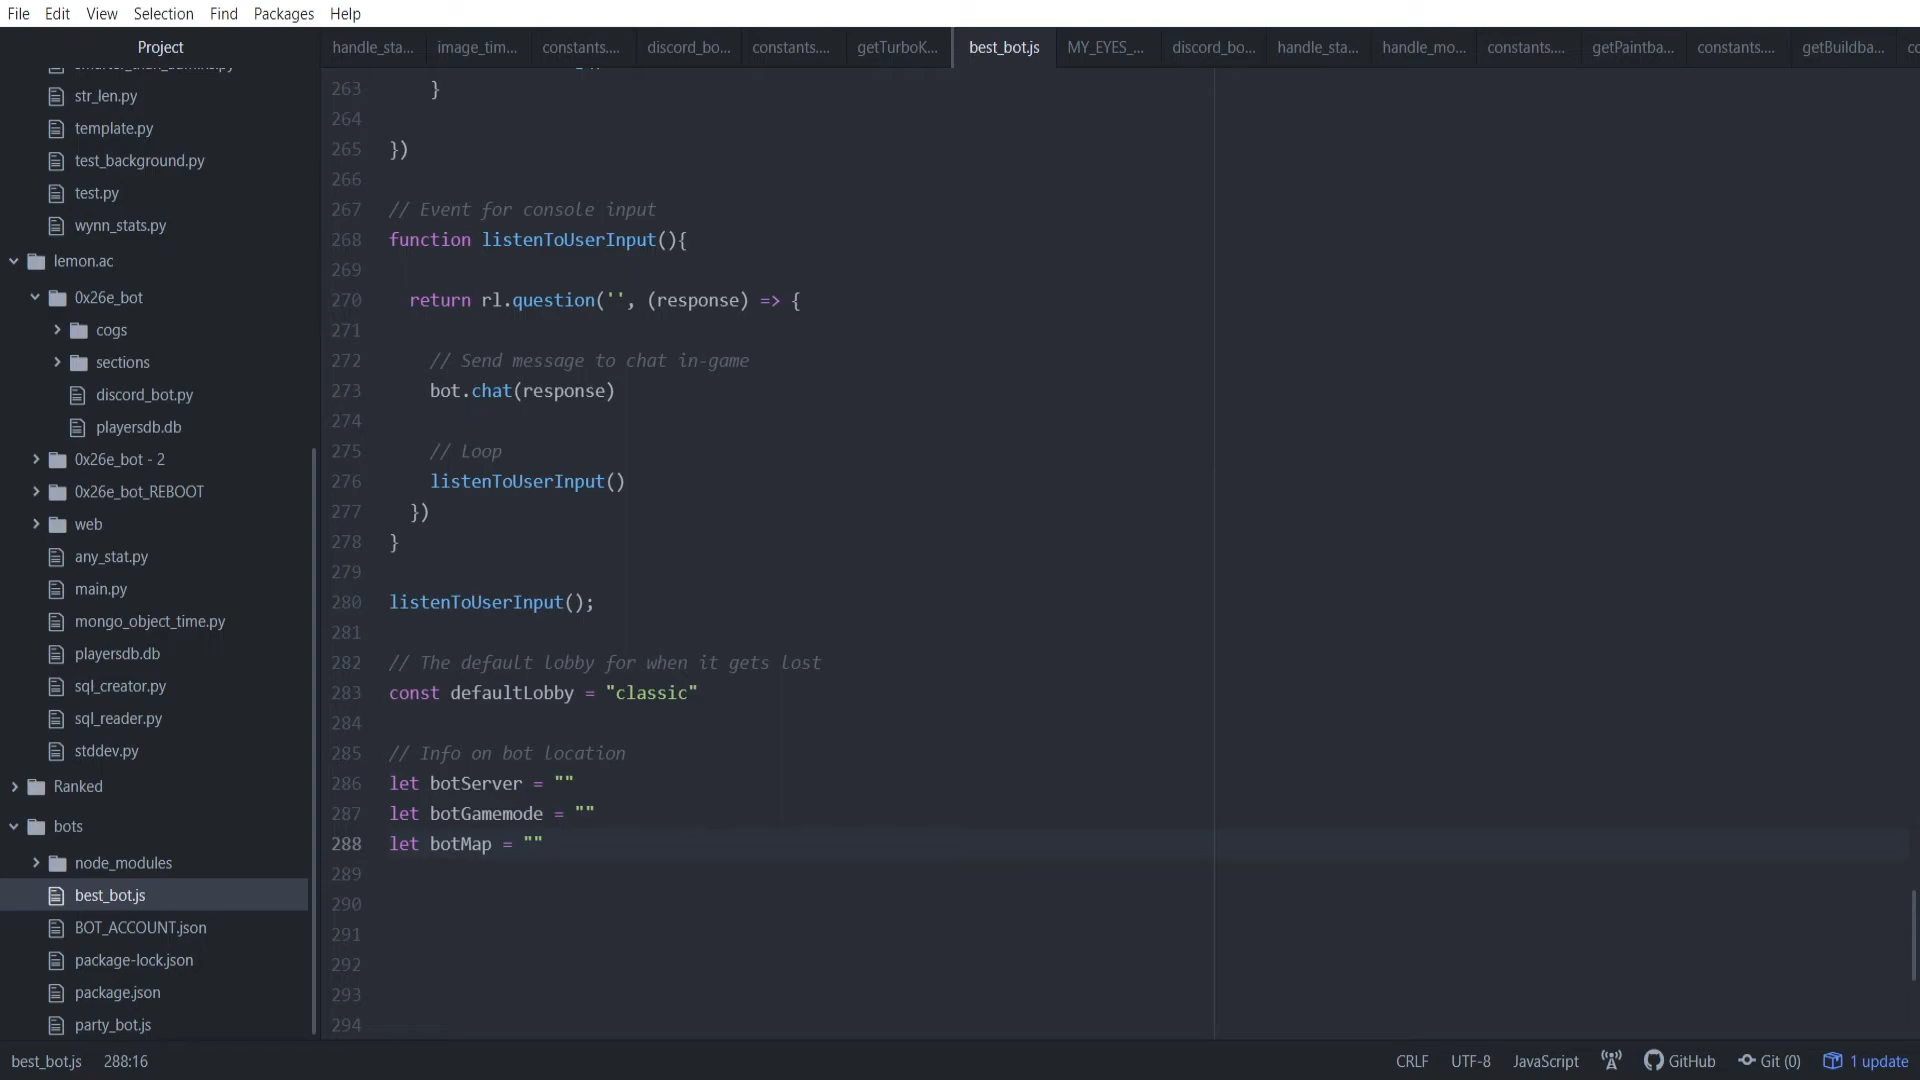 File Edit View Selection Find Packages Help
Project
handle_sta... image_tim... constants.... discord_bo... constants.... getTurboK... best_bot.js MY_EYES_... discord_bo... handle_sta... handle_mo... constants.... getPaintba... constants.... getBuildba...
str_len.py
template.py
test_background.py
test.py
wynn_stats.py
lemon.ac
0x26e_bot
cogs
sections
discord_bot.py
playersdb.db
0x26e_bot - 2
0x26e_bot_REBOOT
web
any_stat.py
main.py
mongo_object_time.py
playersdb.db
sql_creator.py
sql_reader.py
stddev.py
Ranked
bots
node_modules
best_bot.js
BOT_ACCOUNT.json
package-lock.json
package.json
party_bot.js
263 }
264
265 })
266
267 // Event for console input
268 function listenToUserInput(){
269
270 return rl.question('', (response) => {
271
272 // Send message to chat in-game
273 bot.chat(response)
274
275 // Loop
276 listenToUserInput()
277 })
278 }
279
280 listenToUserInput();
281
282 // The default lobby for when it gets lost
283 const defaultLobby = "classic"
284
285 // Info on bot location
286 let botServer = ""
287 let botGamemode = ""
288 let botMap = ""
289
290
291
292
293
294
best_bot.js 288:16 CRLF UTF-8 JavaScript GitHub Git (0) 1 update